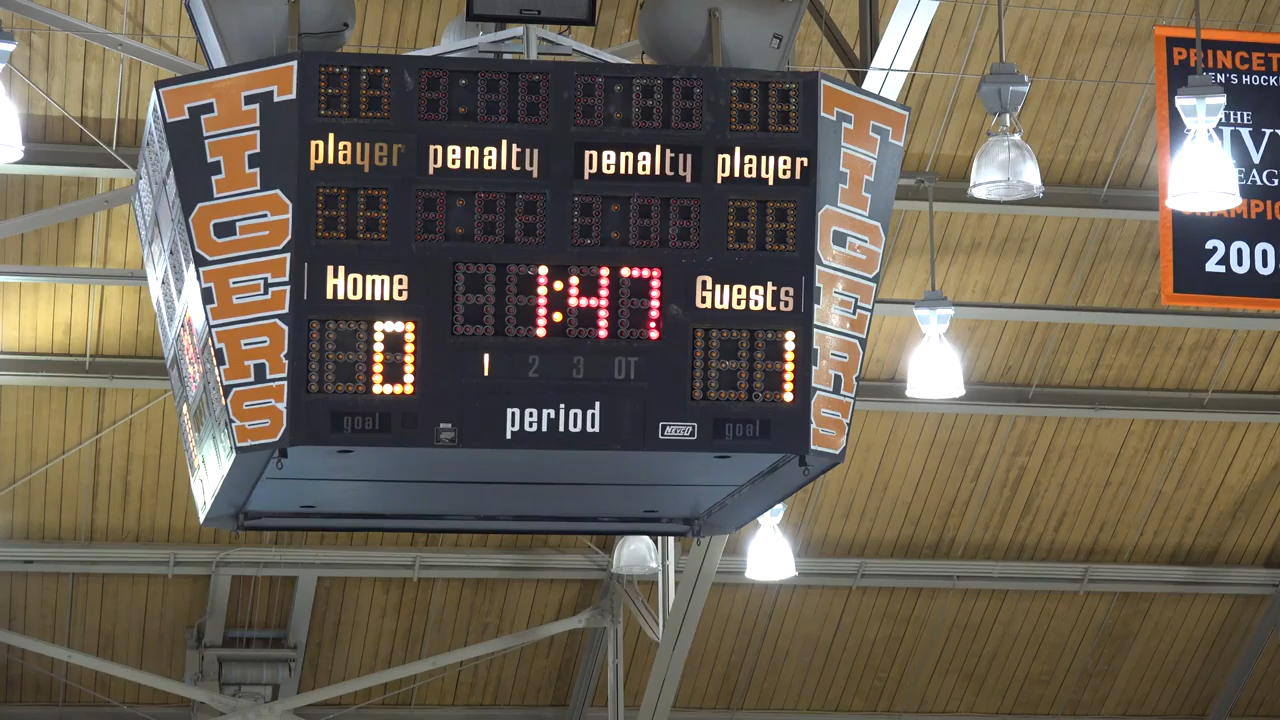 TIGERS
player penalty penalty player
Home 1:47 Guests
0 1 2 3 OT 1
goal period NEVCO goal
TIGERS
PRINCET
EN'S HOCK
THE
IVY
EAG
CHAMPIO
200